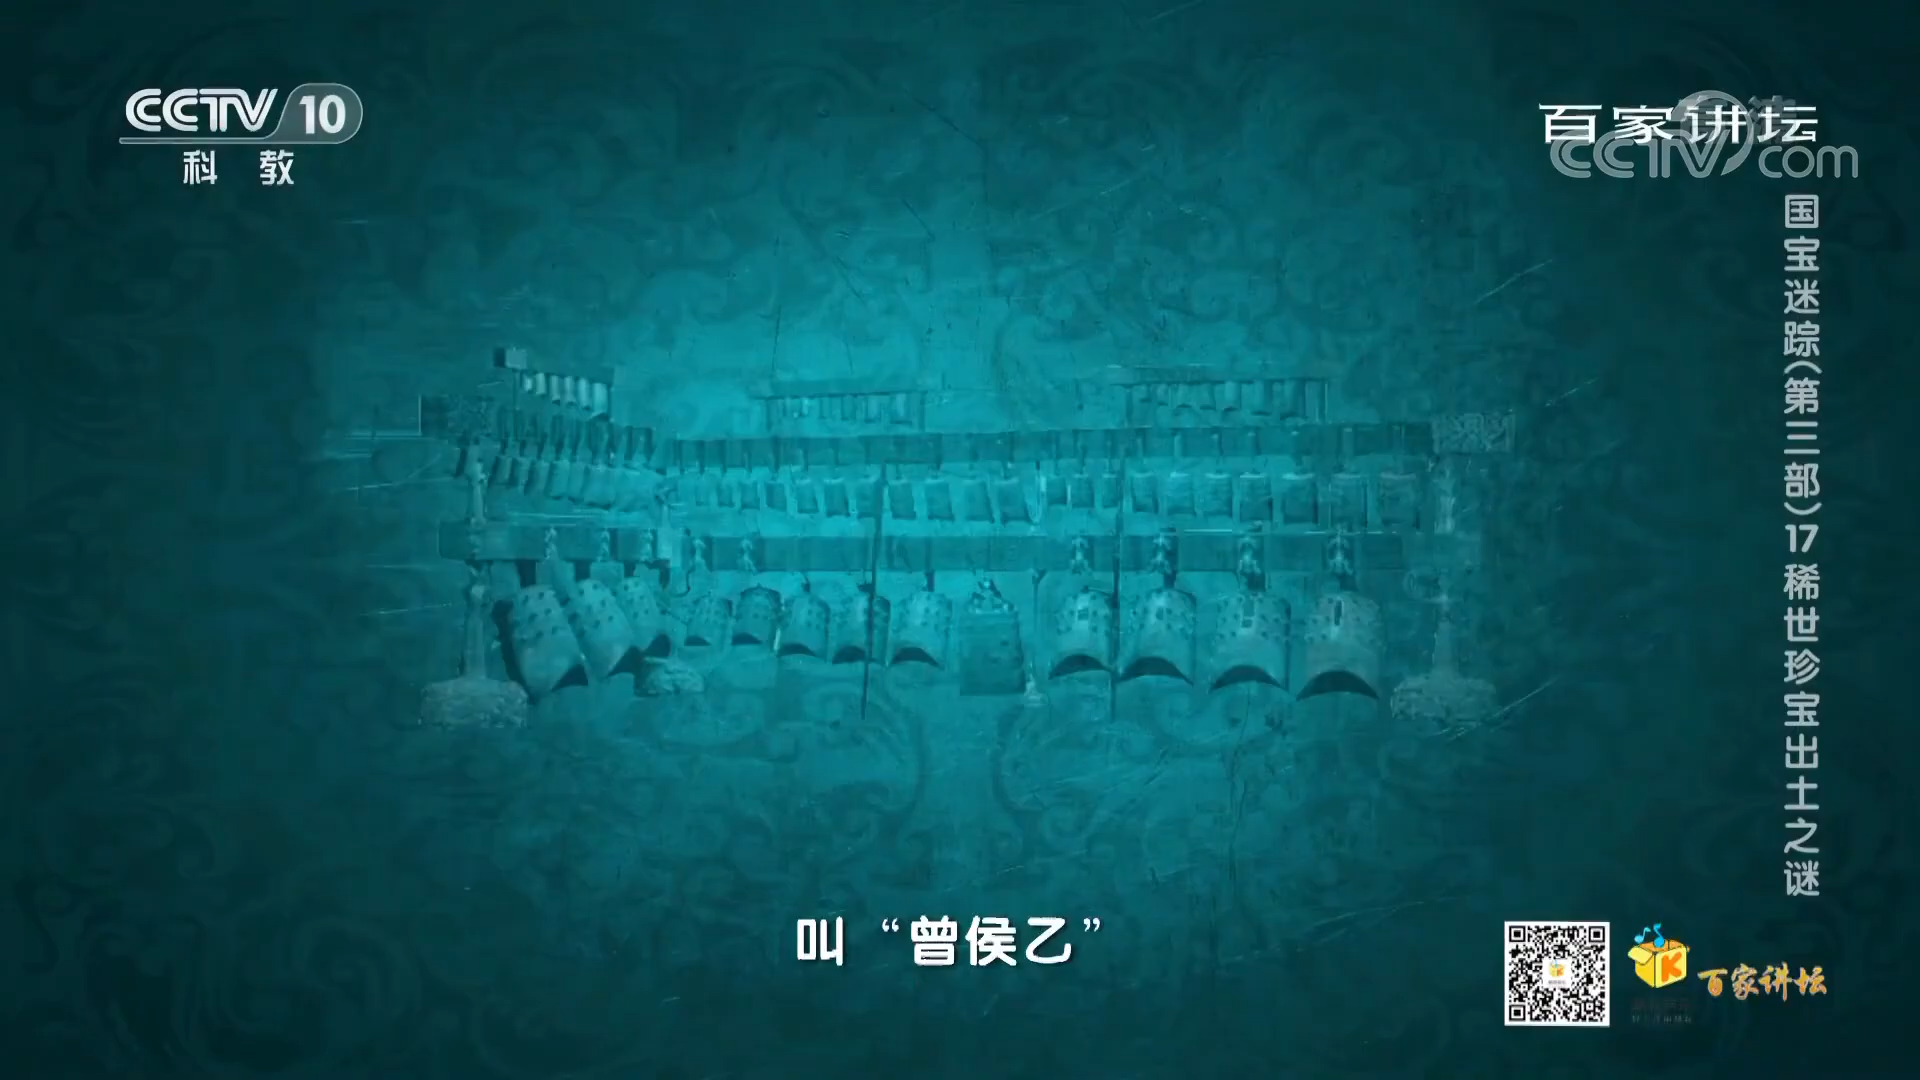 CCTV 10
科 教
百家讲坛
CCTV.com
国宝迷踪(第三部)17稀世珍宝出土之谜
叫“曾侯乙”
K
百家讲坛